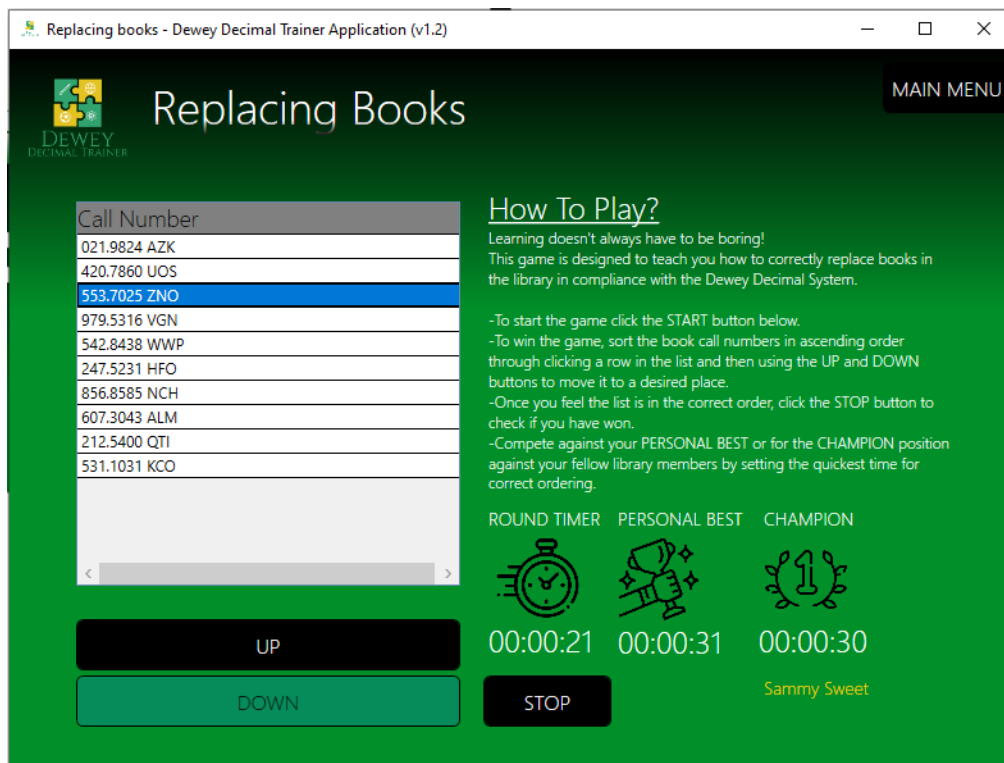 Replacing books - Dewey Decimal Trainer Application (v1.2)
MAIN MENU
Replacing Books
DEWEY
DECIMAL TRAINER
Call Number
021.9824 AZK
420.7860 UOS
553.7025 ZNO
979.5316 VGN
542.8438 WWP
247.5231 HFO
856.8585 NCH
607.3043 ALM
212.5400 QTI
531.1031 KCO
UP
DOWN
How To Play?
Learning doesn't always have to be boring!
This game is designed to teach you how to correctly replace books in
the library in compliance with the Dewey Decimal System.
-To start the game click the START button below.
-To win the game, sort the book call numbers in ascending order
through clicking a row in the list and then using the UP and DOWN
buttons to move it to a desired place.
-Once you feel the list is in the correct order, click the STOP button to
check if you have won.
-Compete against your PERSONAL BEST or for the CHAMPION position
against your fellow library members by setting the quickest time for
correct ordering.
ROUND TIMER PERSONAL BEST CHAMPION
1
00:00:21 00:00:31 00:00:30
Sammy Sweet
STOP